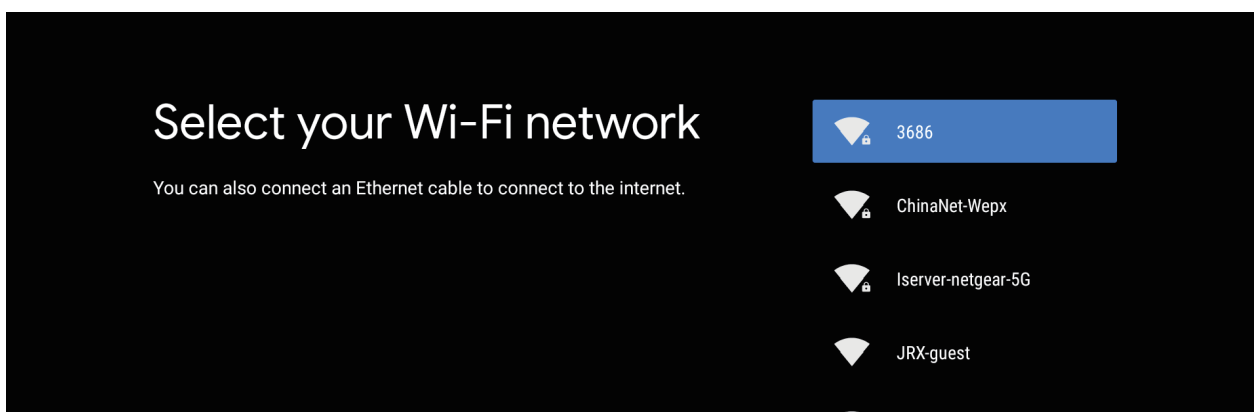 Select your Wi-Fi network
You can also connect an Ethernet cable to connect to the internet.
3686
ChinaNet-Wepx
Iserver-netgear-5G
JRX-guest